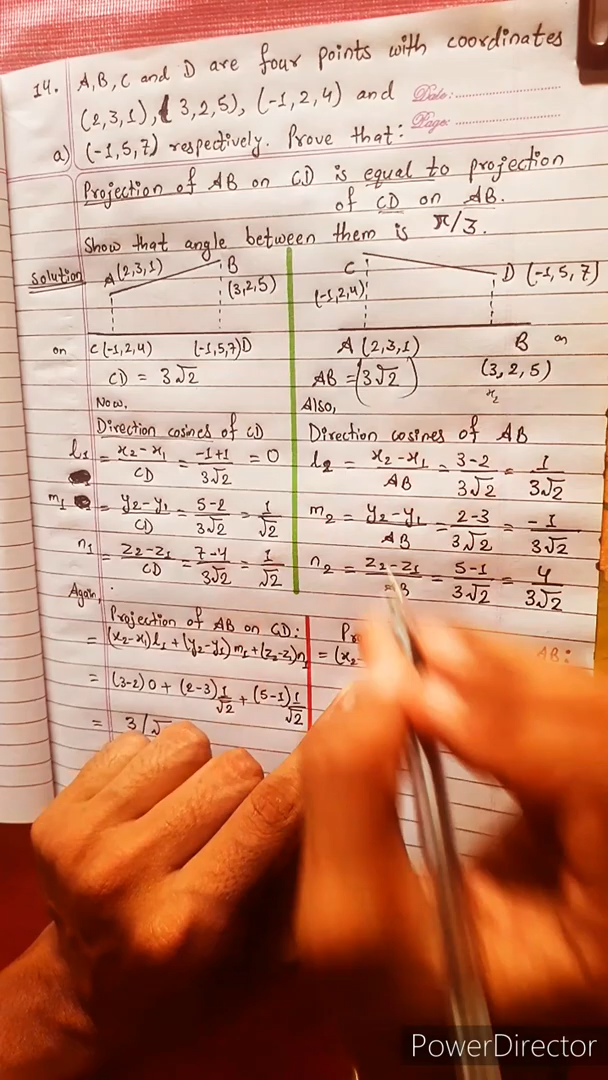 14. A, B, C and D are four points with coordinates
(2,3,1), (3,2,5), (-1,2,4) and Date:
(-1,5,7) respectively. Prove that: Page:
a) Projection of AB on CD is equal to projection
of CD on AB.
Show that angle between them is π/3.
Solution
A (2,3,1) B (3,2,5)
on C (-1,2,4) (-1,5,7) D
CD = 3√2
Now,
Direction cosines of CD
l₁ = x₂-x₁/CD = -1+1/3√2 = 0
m₁ = y₂-y₁/CD = 5-2/3√2 = 1/√2
n₁ = z₂-z₁/CD = 7-4/3√2 = 1/√2
C (-1,2,4) D (-1,5,7)
A (2,3,1) B on
AB = (3√2) (3,2,5)
x₂
Also,
Direction cosines of AB
l₂ = x₂-x₁/AB = 3-2/3√2 = 1/3√2
m₂ = y₂-y₁/AB = 2-3/3√2 = -1/3√2
n₂ = z₂-z₁/AB = 5-1/3√2 = 4/3√2
Again,
Projection of AB on CD:
= (x₂-x₁)l₁ + (y₂-y₁)m₁ + (z₂-z₁)n₁
= (3-2)0 + (2-3)1/√2 + (5-1)1/√2
= 3/√
AB:
= (x₂-
PowerDirector